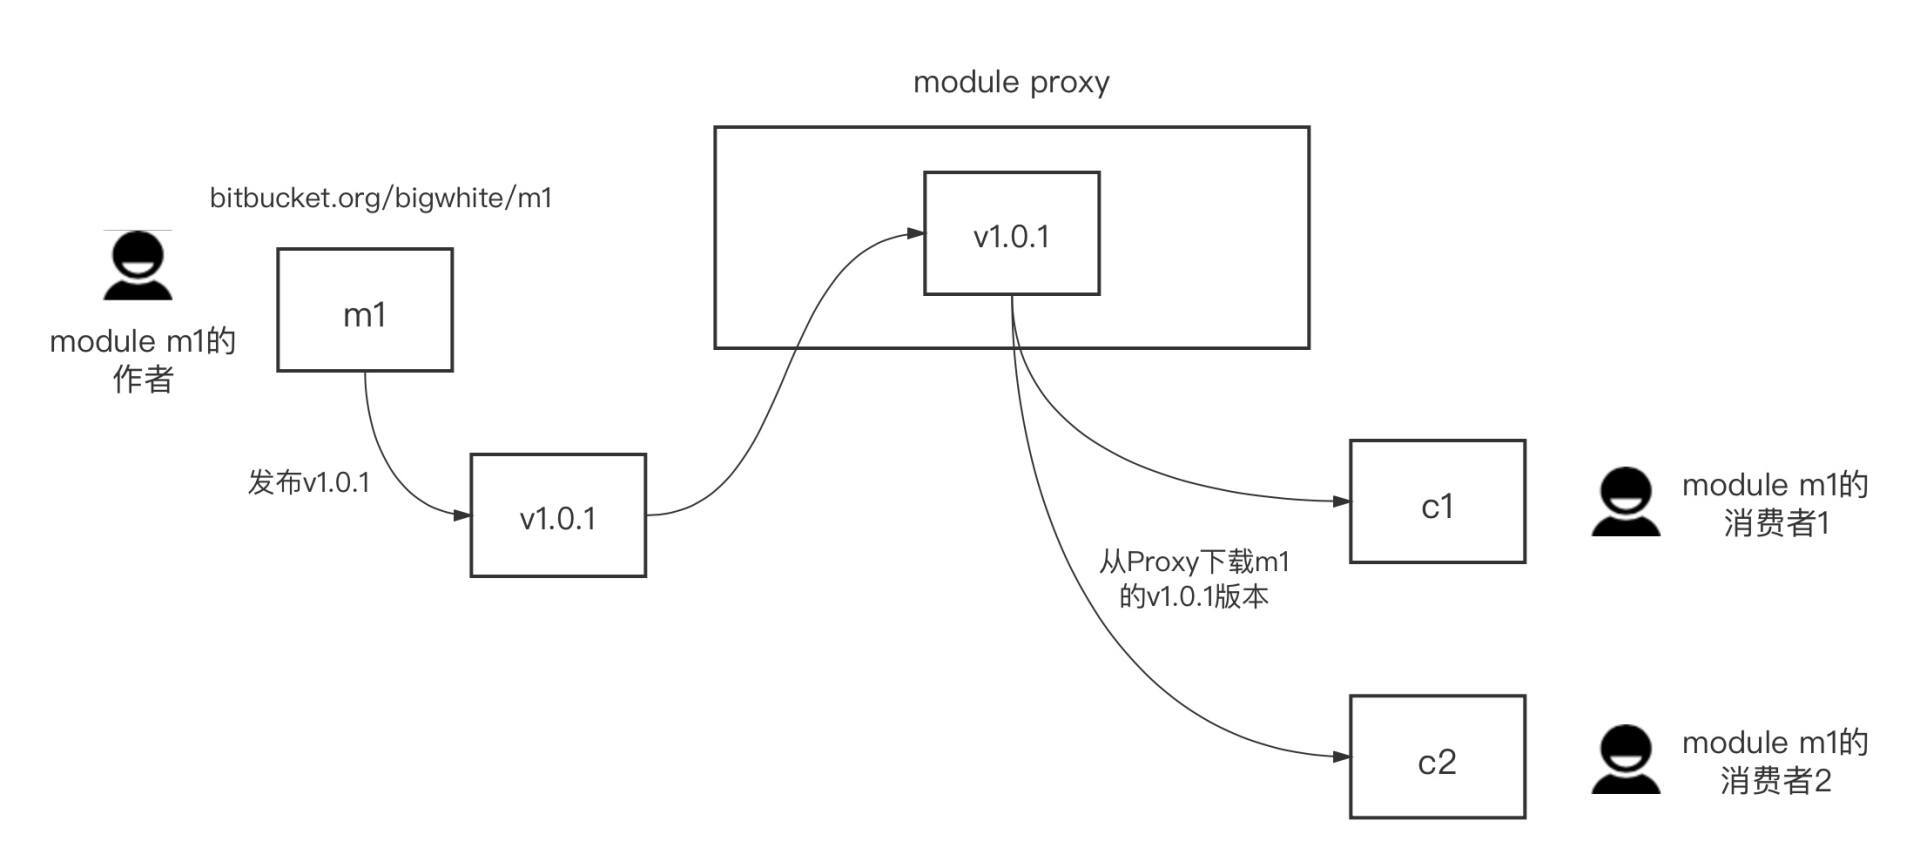 module proxy
bitbucket.org/bigwhite/m1
v1.0.1
m1
module m1的
作者
发布v1.0.1
v1.0.1
c1
module m1的
消费者1
从Proxy下载m1
的v1.0.1版本
c2
module m1的
消费者2